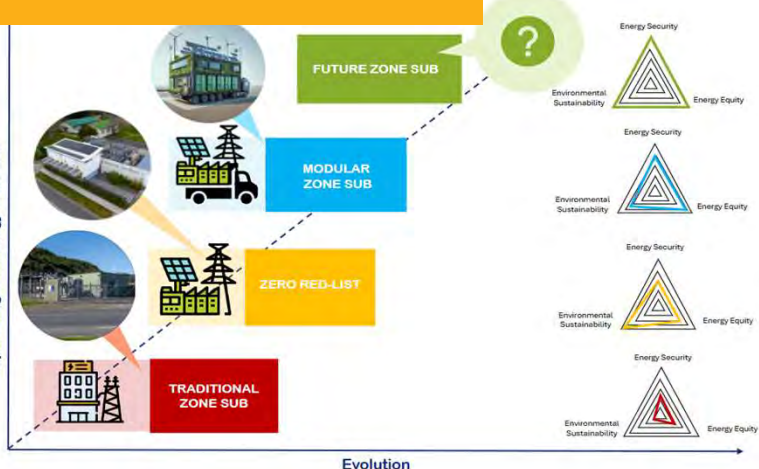 ?
FUTURE ZONE SUB
MODULAR
ZONE SUB
ZERO RED-LIST
TRADITIONAL
ZONE SUB
Evolution
Energy Security
Environmental
Sustainability
Energy Equity
Energy Security
Environmental
Sustainability
Energy Equity
Energy Security
Environmental
Sustainability
Energy Equity
Energy Security
Environmental
Sustainability
Energy Equity